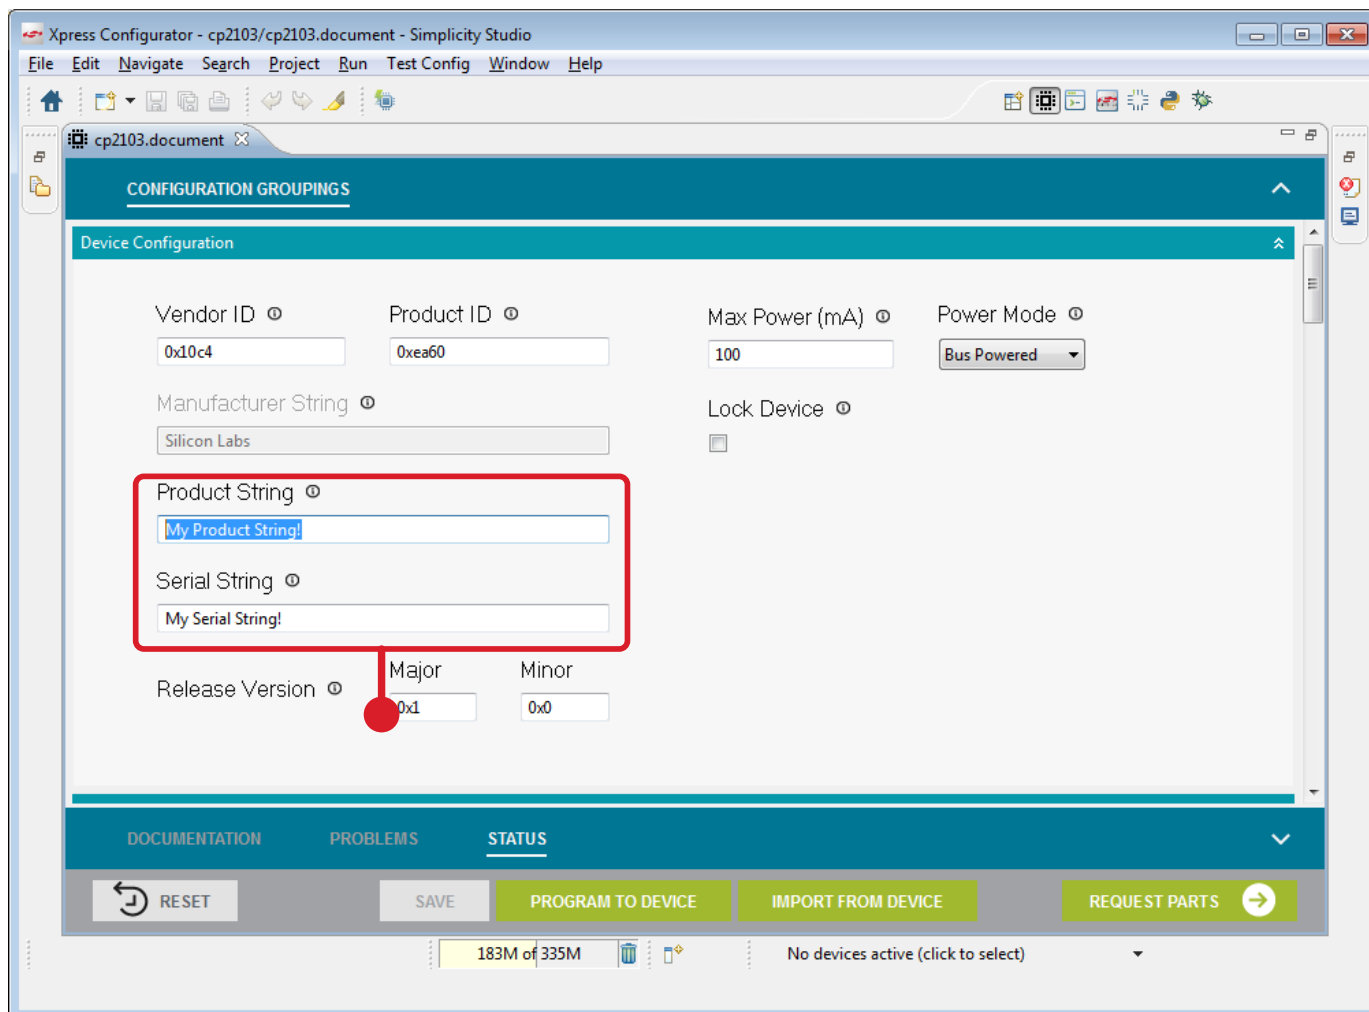 Xpress Configurator - cp2103/cp2103.document - Simplicity Studio
File Edit Navigate Search Project Run Test Config Window Help
cp2103.document
CONFIGURATION GROUPINGS
Device Configuration
Vendor ID Product ID Max Power (mA) Power Mode
0x10c4 0xea60 100 Bus Powered
Manufacturer String Lock Device
Silicon Labs
Product String
My Product String!
Serial String
My Serial String!
Major Minor
Release Version
0x1 0x0
DOCUMENTATION PROBLEMS STATUS
RESET SAVE PROGRAM TO DEVICE IMPORT FROM DEVICE REQUEST PARTS
183M of 335M No devices active (click to select)